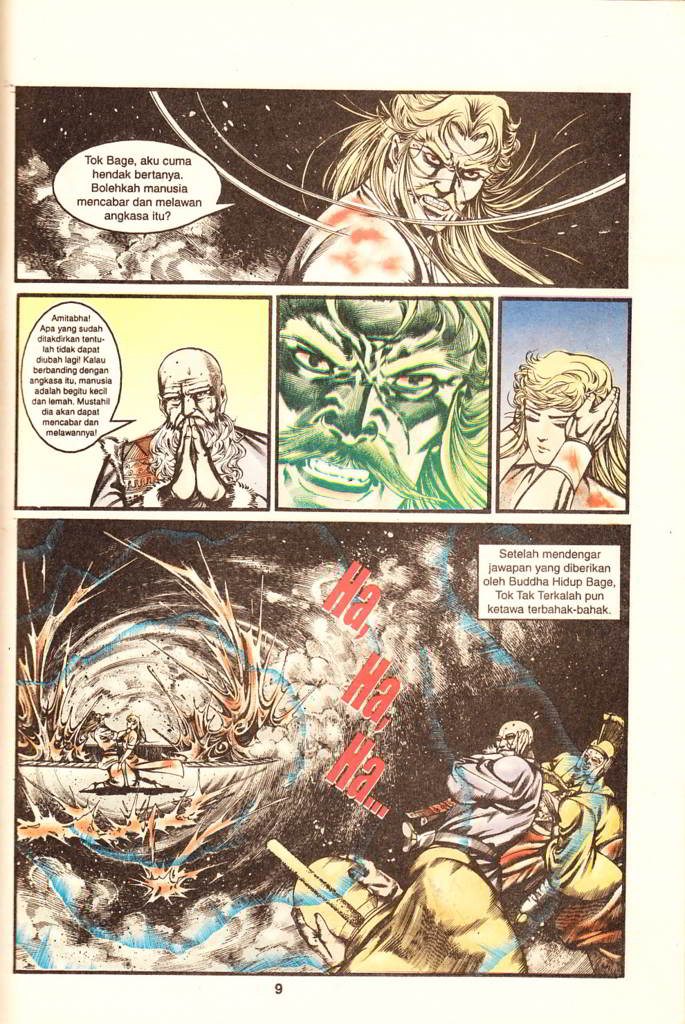 Tok Bage, aku cuma
hendak bertanya.
Bolehkah manusia
mencabar dan melawan
angkasa itu?
Amitabha!
Apa yang sudah
ditakdirkan tentu-
lah tidak dapat
diubah lagi! Kalau
berbanding dengan
angkasa itu, manusia
adalah begitu kecil
dan lemah. Mustahil
dia akan dapat
mencabar dan
melawannya!
Setelah mendengar
jawapan yang diberikan
oleh Buddha Hidup Bage,
Tok Tak Terkalah pun
ketawa terbahak-bahak.
Ha,
Ha,
Ha...
9